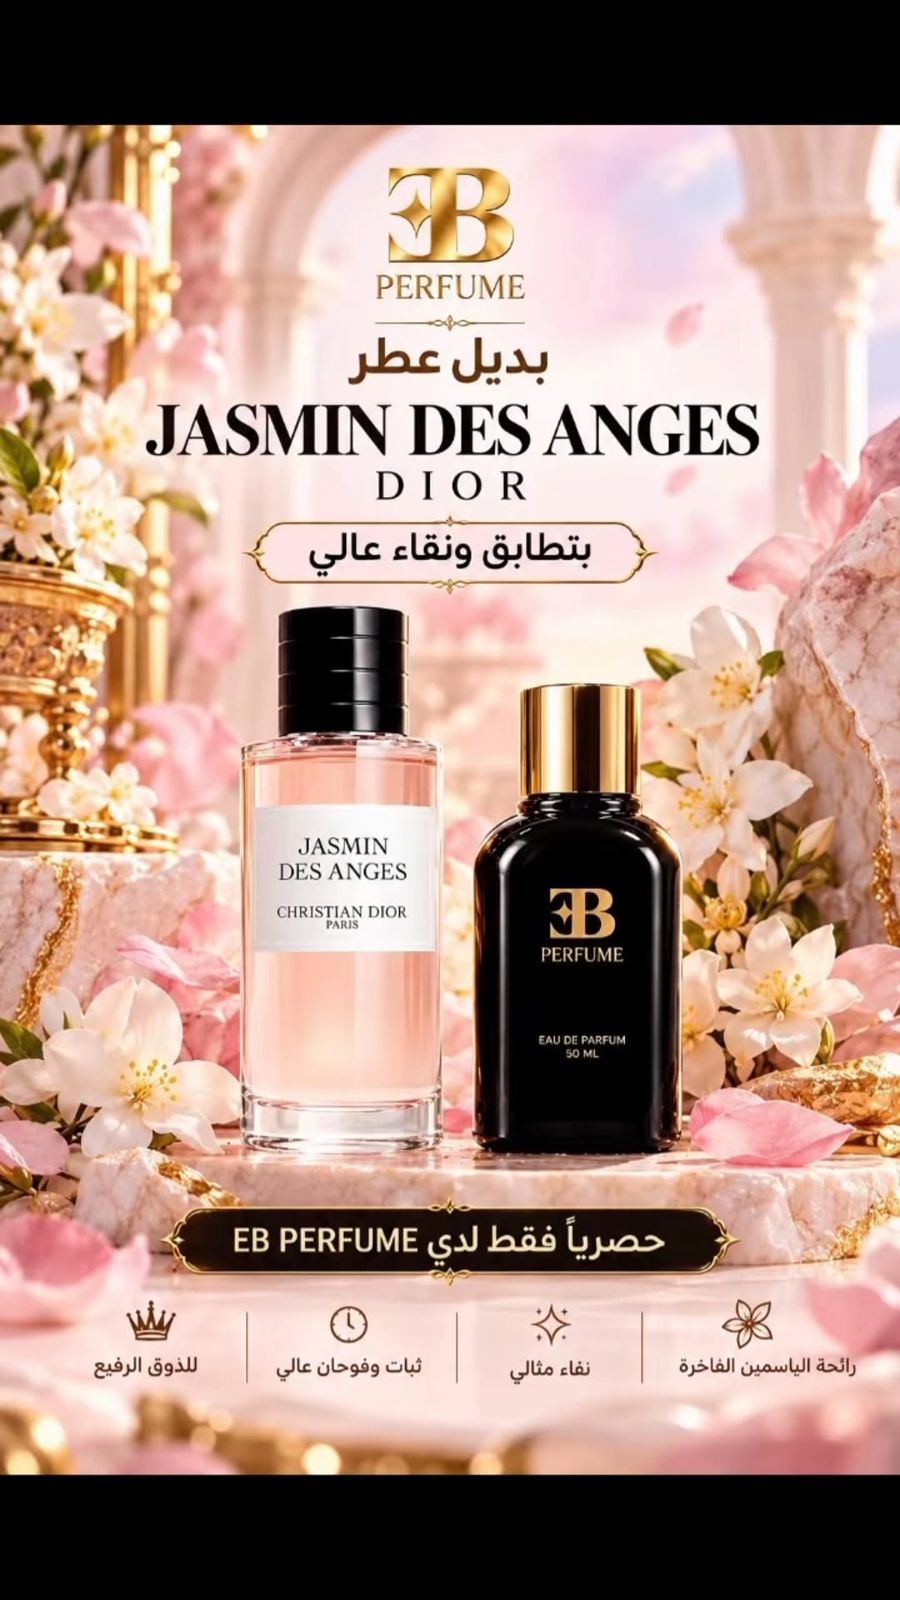 EB
PERFUME
بديل عطر
JASMIN DES ANGES
DIOR
بتطابق ونقاء عالي
JASMIN
DES ANGES
CHRISTIAN DIOR
PARIS
EB
PERFUME
EAU DE PARFUM
50 ML
حصرياً فقط لدي EB PERFUME
رائحة الياسمين الفاخرة
نقاء مثالي
ثبات وفوحان عالي
للذوق الرفيع